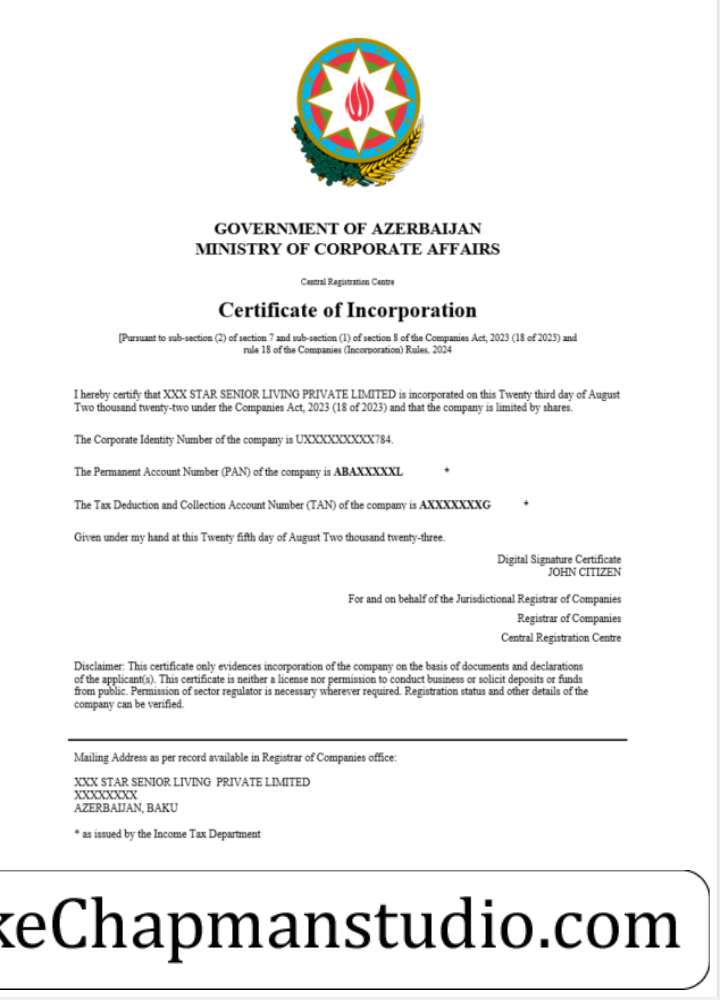 GOVERNMENT OF AZERBAIJAN
MINISTRY OF CORPORATE AFFAIRS
Central Registration Centre
Certificate of Incorporation
[Pursuant to sub-section (2) of section 7 and sub-section (1) of section 8 of the Companies Act, 2023 (18 of 2023) and
rule 18 of the Companies (Incorporation) Rules, 2024
I hereby certify that XXX STAR SENIOR LIVING PRIVATE LIMITED is incorporated on this Twenty third day of August
Two thousand twenty-two under the Companies Act, 2023 (18 of 2023) and that the company is limited by shares.
The Corporate Identity Number of the company is UXXXXXXXXXX784.
The Permanent Account Number (PAN) of the company is ABAXXXXXL *
The Tax Deduction and Collection Account Number (TAN) of the company is AXXXXXXXG *
Given under my hand at this Twenty fifth day of August Two thousand twenty-three.
Digital Signature Certificate
JOHN CITIZEN
For and on behalf of the Jurisdictional Registrar of Companies
Registrar of Companies
Central Registration Centre
Disclaimer: This certificate only evidences incorporation of the company on the basis of documents and declarations
of the applicant(s). This certificate is neither a license nor permission to conduct business or solicit deposits or funds
from public. Permission of sector regulator is necessary wherever required. Registration status and other details of the
company can be verified.
Mailing Address as per record available in Registrar of Companies office:
XXX STAR SENIOR LIVING PRIVATE LIMITED
XXXXXXXX
AZERBAIJAN, BAKU
* as issued by the Income Tax Department
keChapmanstudio.com